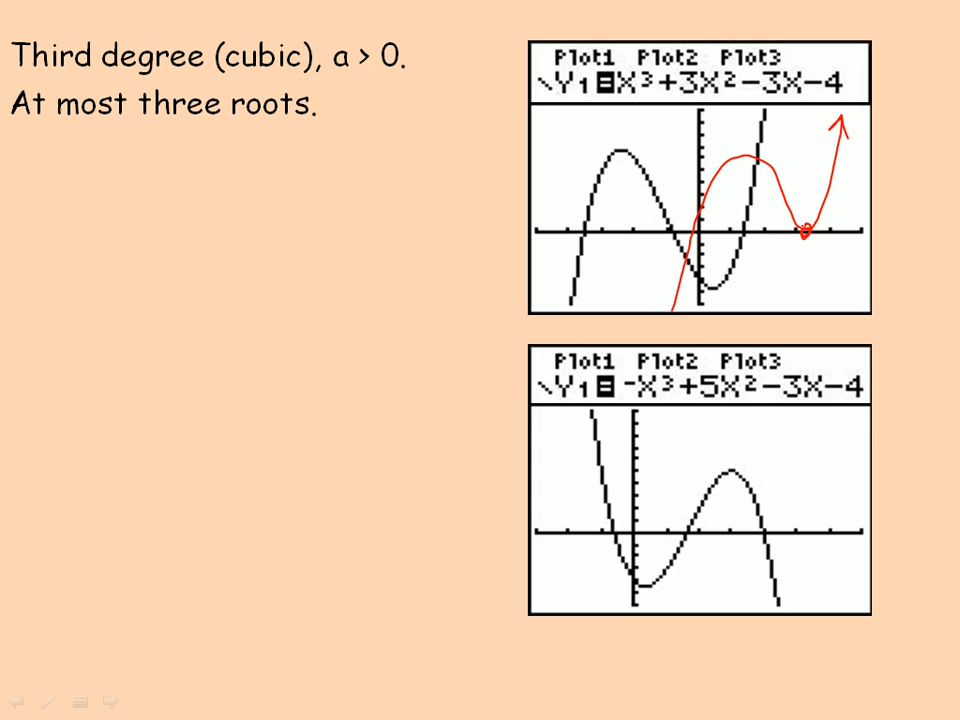 Third degree (cubic), a > 0.
At most three roots.
Plot1 Plot2 Plot3
\Y1=X³+3X²-3X-4
Plot1 Plot2 Plot3
\Y1=-X³+5X²-3X-4